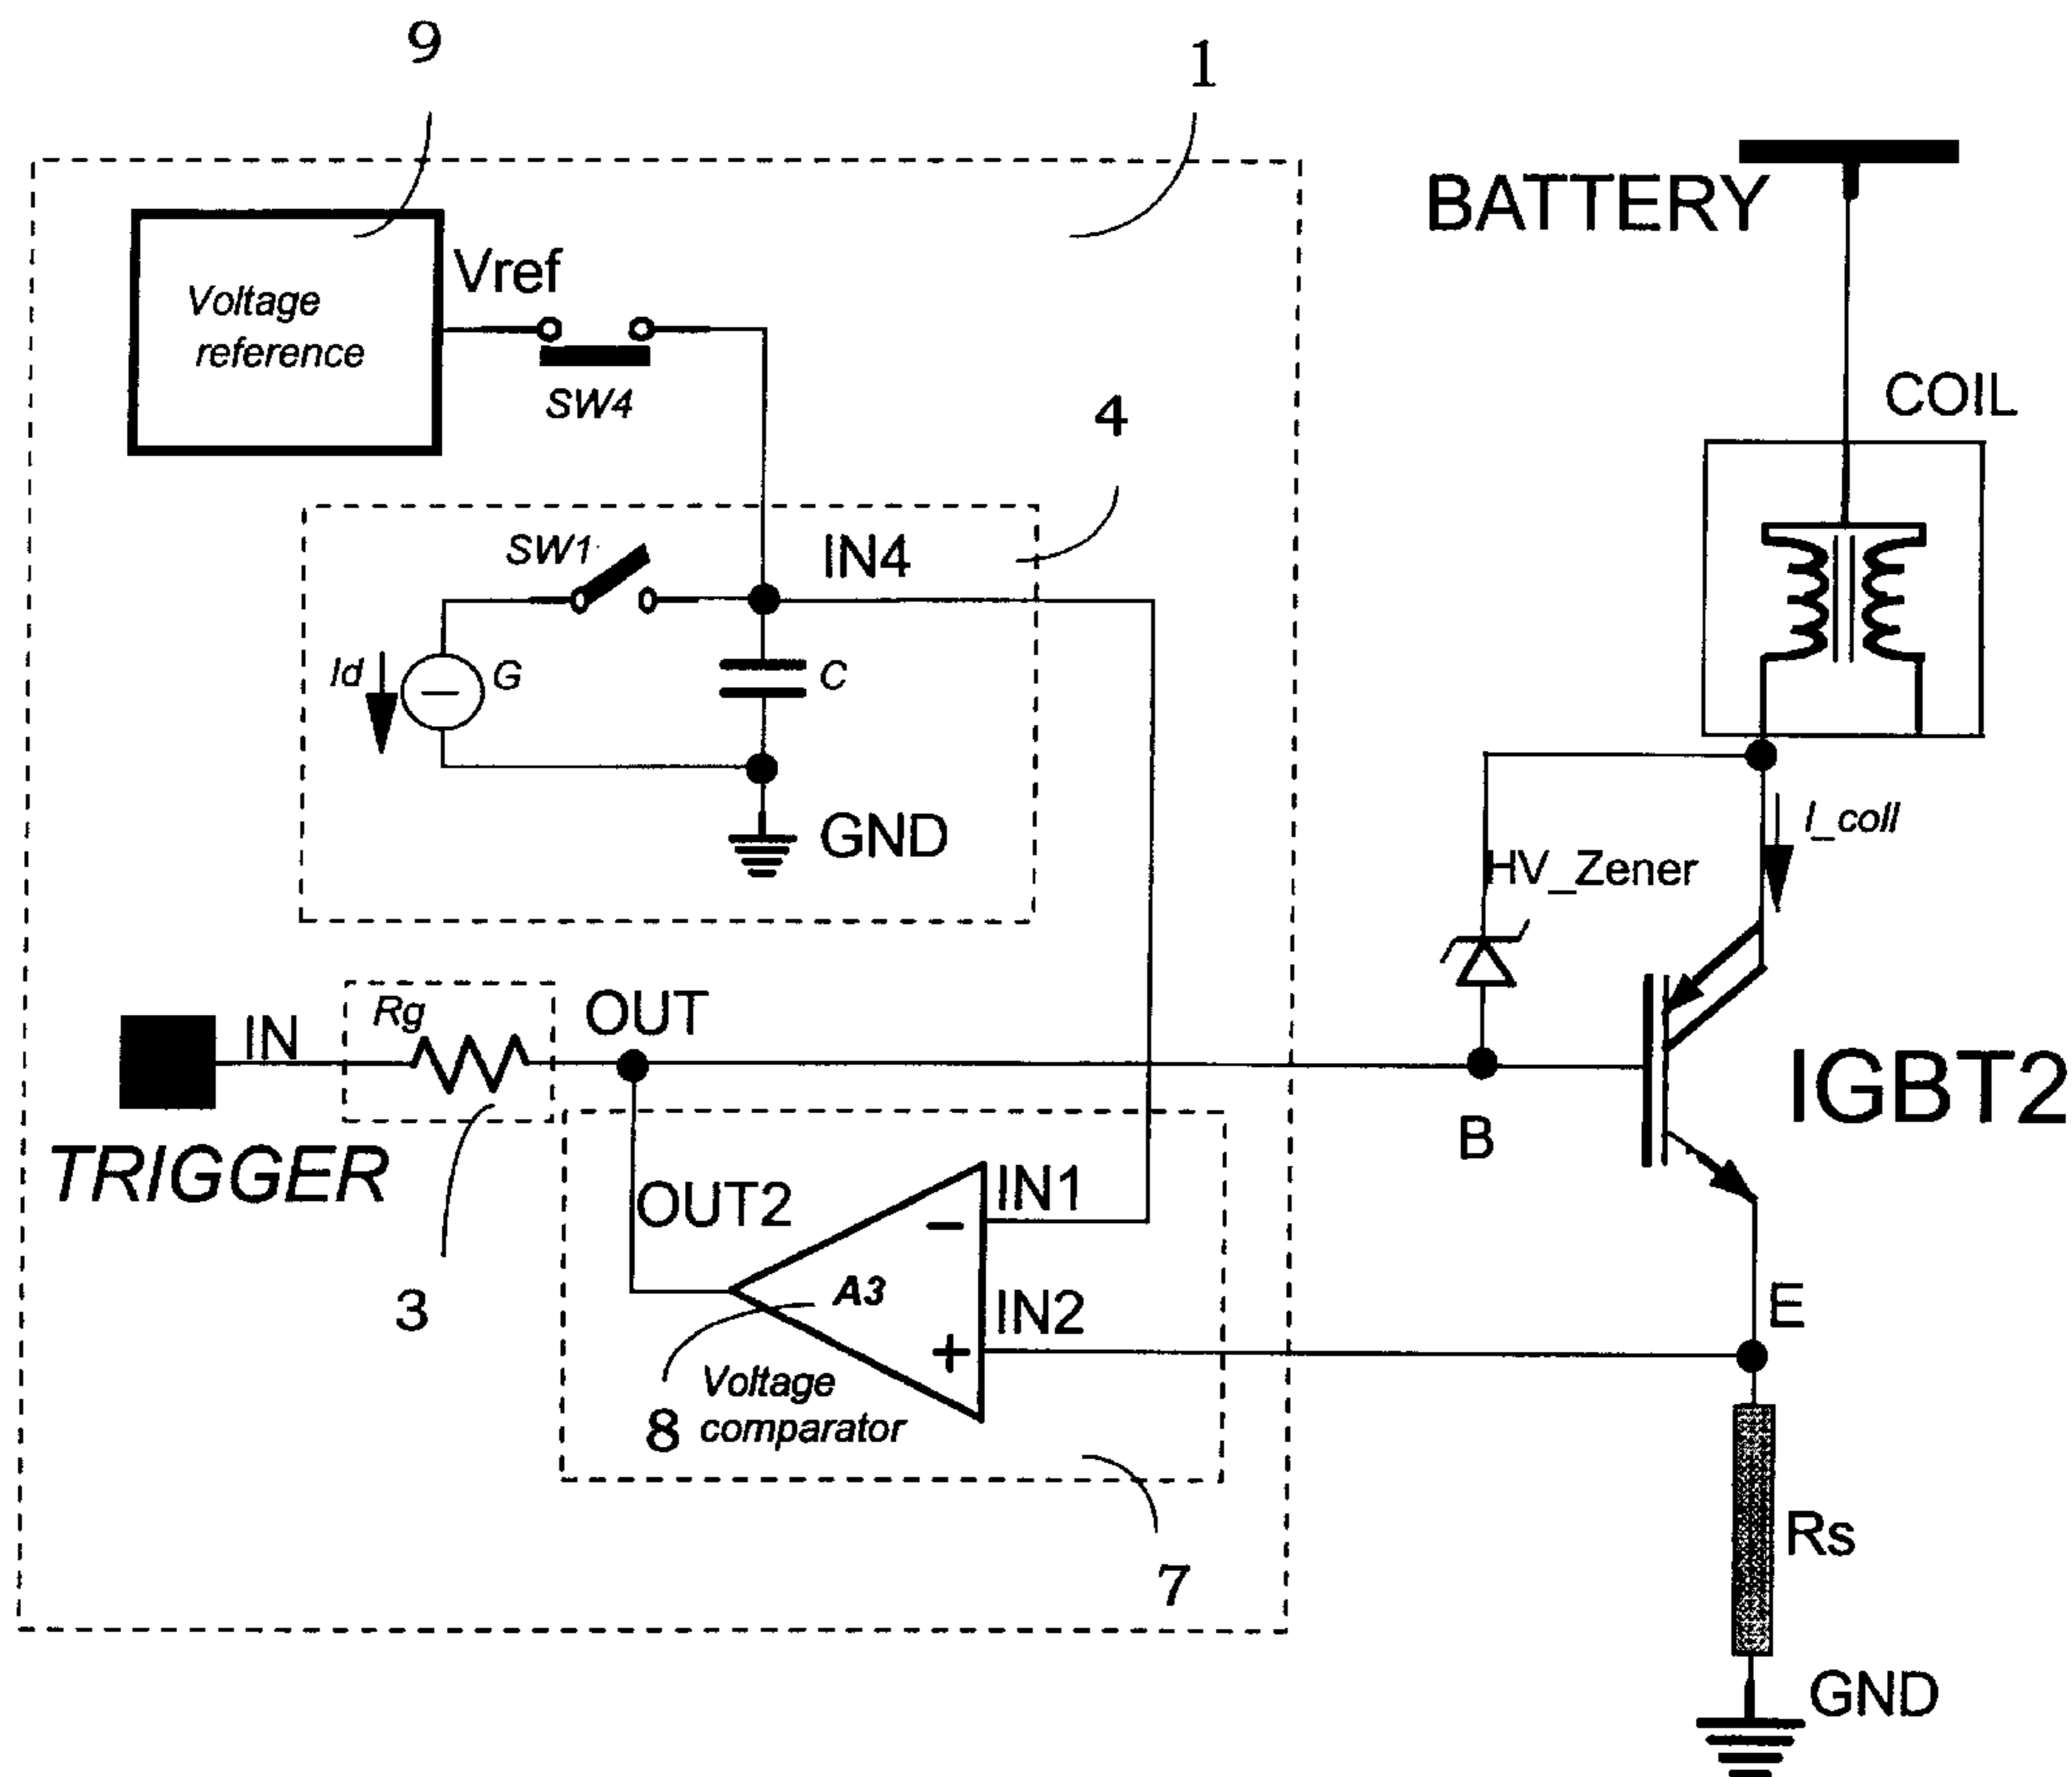 9
1
BATTERY
Voltage
reference
Vref
SW4
COIL
4
SW1
IN4
Id
G
C
GND
I_coll
HV_Zener
IN
Rg
OUT
TRIGGER
IGBT2
B
OUT2
IN1
-
A3
IN2
+
E
3
8
Voltage
comparator
7
Rs
GND